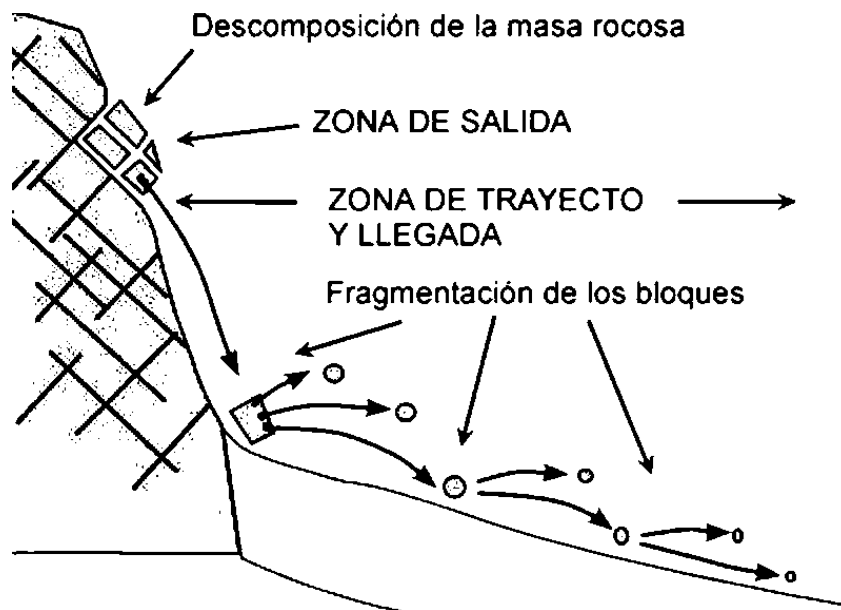 Descomposición de la masa rocosa
ZONA DE SALIDA
ZONA DE TRAYECTO
Y LLEGADA
Fragmentación de los bloques